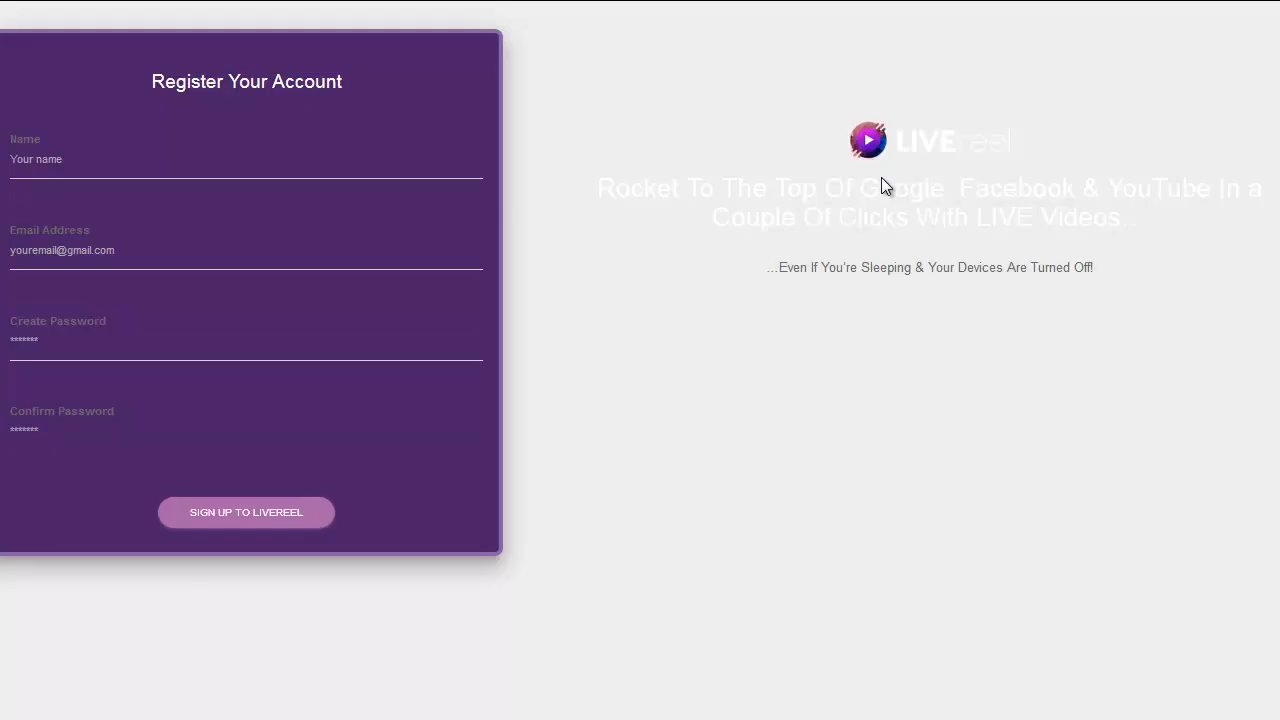 Register Your Account
Name
Your name
Email Address
youremail@gmail.com
Create Password
*******
Confirm Password
*******
SIGN UP TO LIVEREEL
LIVEreel
Rocket To The Top Of Google, Facebook & YouTube In a
Couple Of Clicks With LIVE Videos...
...Even If You're Sleeping & Your Devices Are Turned Off!